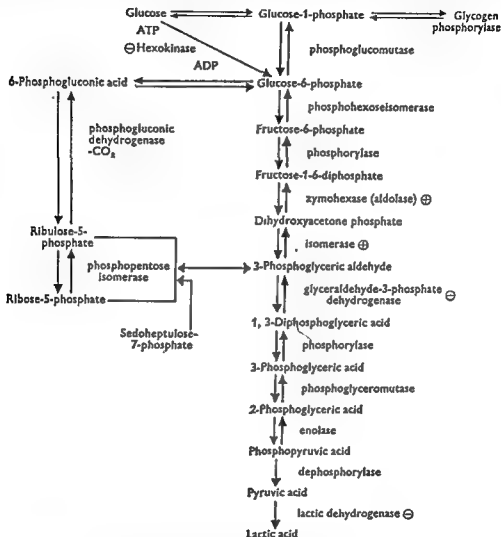 Glucose
Glucose-1-phosphate
Glycogen
phosphorylase
ATP
⊖ Hexokinase
ADP
phosphoglucomutase
6-Phosphogluconic acid
Glucose-6-phosphate
phosphohexoseisomerase
Fructose-6-phosphate
phosphogluconic
dehydrogenase
-CO₂
phosphorylase
Fructose-1-6-diphosphate
zymohexase (aldolase) ⊕
Dihydroxyacetone phosphate
isomerase ⊕
Ribulose-5-
phosphate
phosphopentose
isomerase
3-Phosphoglyceric aldehyde
Ribose-5-phosphate
glyceraldehyde-3-phosphate
dehydrogenase ⊖
Sedoheptulose-
7-phosphate
1, 3-Diphosphoglyceric acid
phosphorylase
3-Phosphoglyceric acid
phosphoglyceromutase
2-Phosphoglyceric acid
enolase
Phosphopyruvic acid
dephosphorylase
Pyruvic acid
lactic dehydrogenase ⊖
Lactic acid